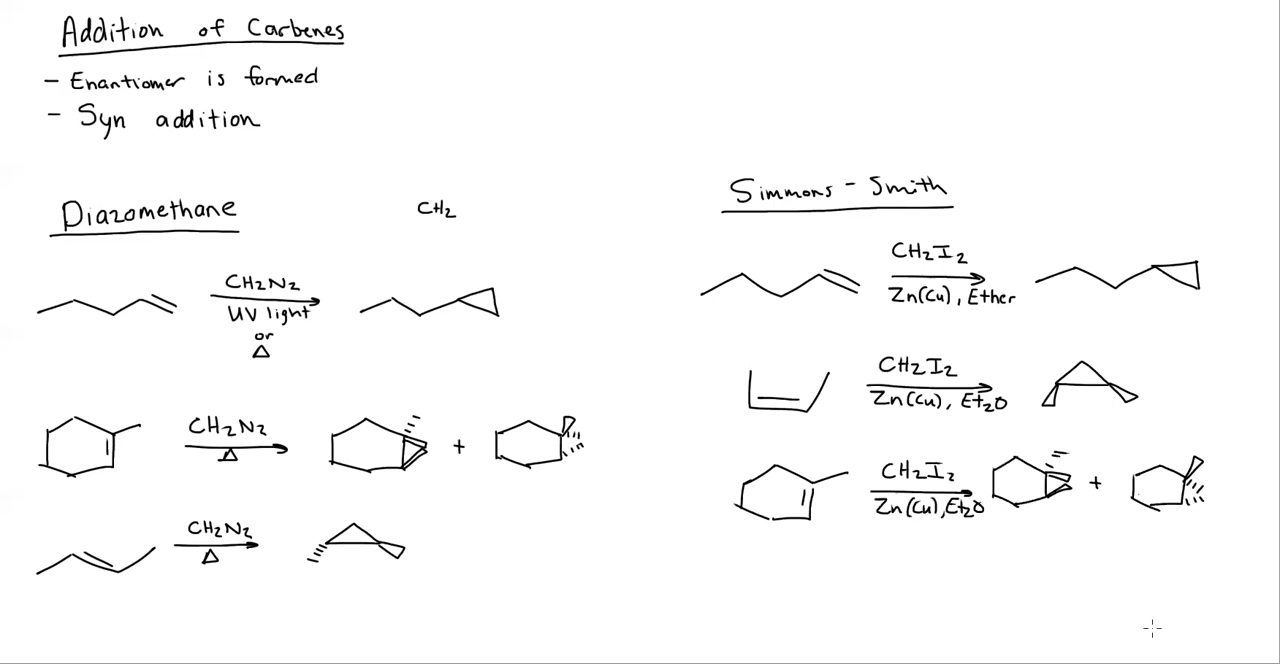 Addition of Carbenes
- Enantiomer is formed
- Syn addition
Diazomethane
CH2
CH2N2
UV light
or
Δ
CH2N2
Δ
+
CH2N2
Δ
Simmons - Smith
CH2I2
Zn(Cu), Ether
CH2I2
Zn(Cu), Et2O
CH2I2
Zn(Cu), Et2O
+